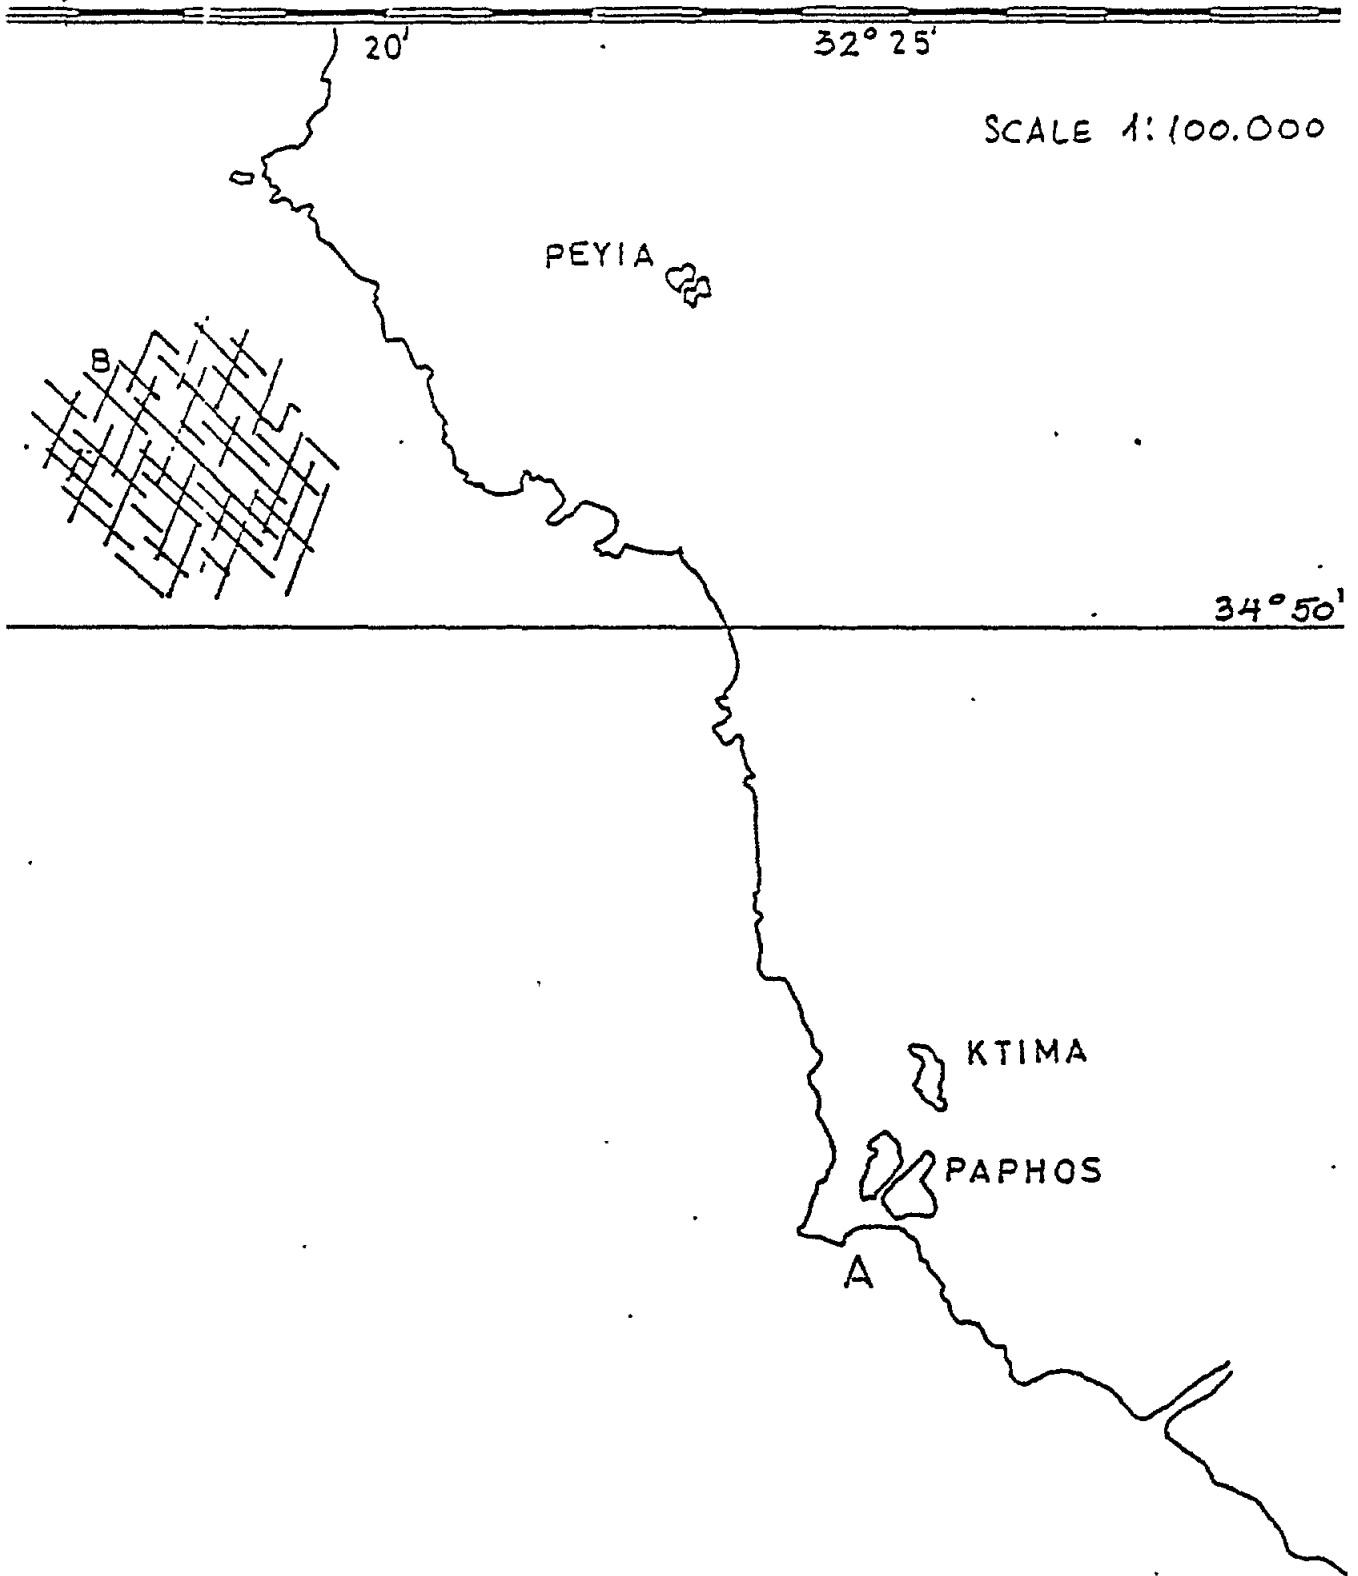 20' 32° 25'
SCALE 1:100.000
PEYIA
B
34° 50'
KTIMA
PAPHOS
A